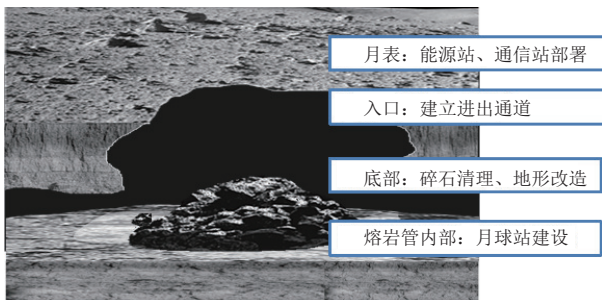 月表：能源站、通信站部署
入口：建立进出通道
底部：碎石清理、地形改造
熔岩管内部：月球站建设